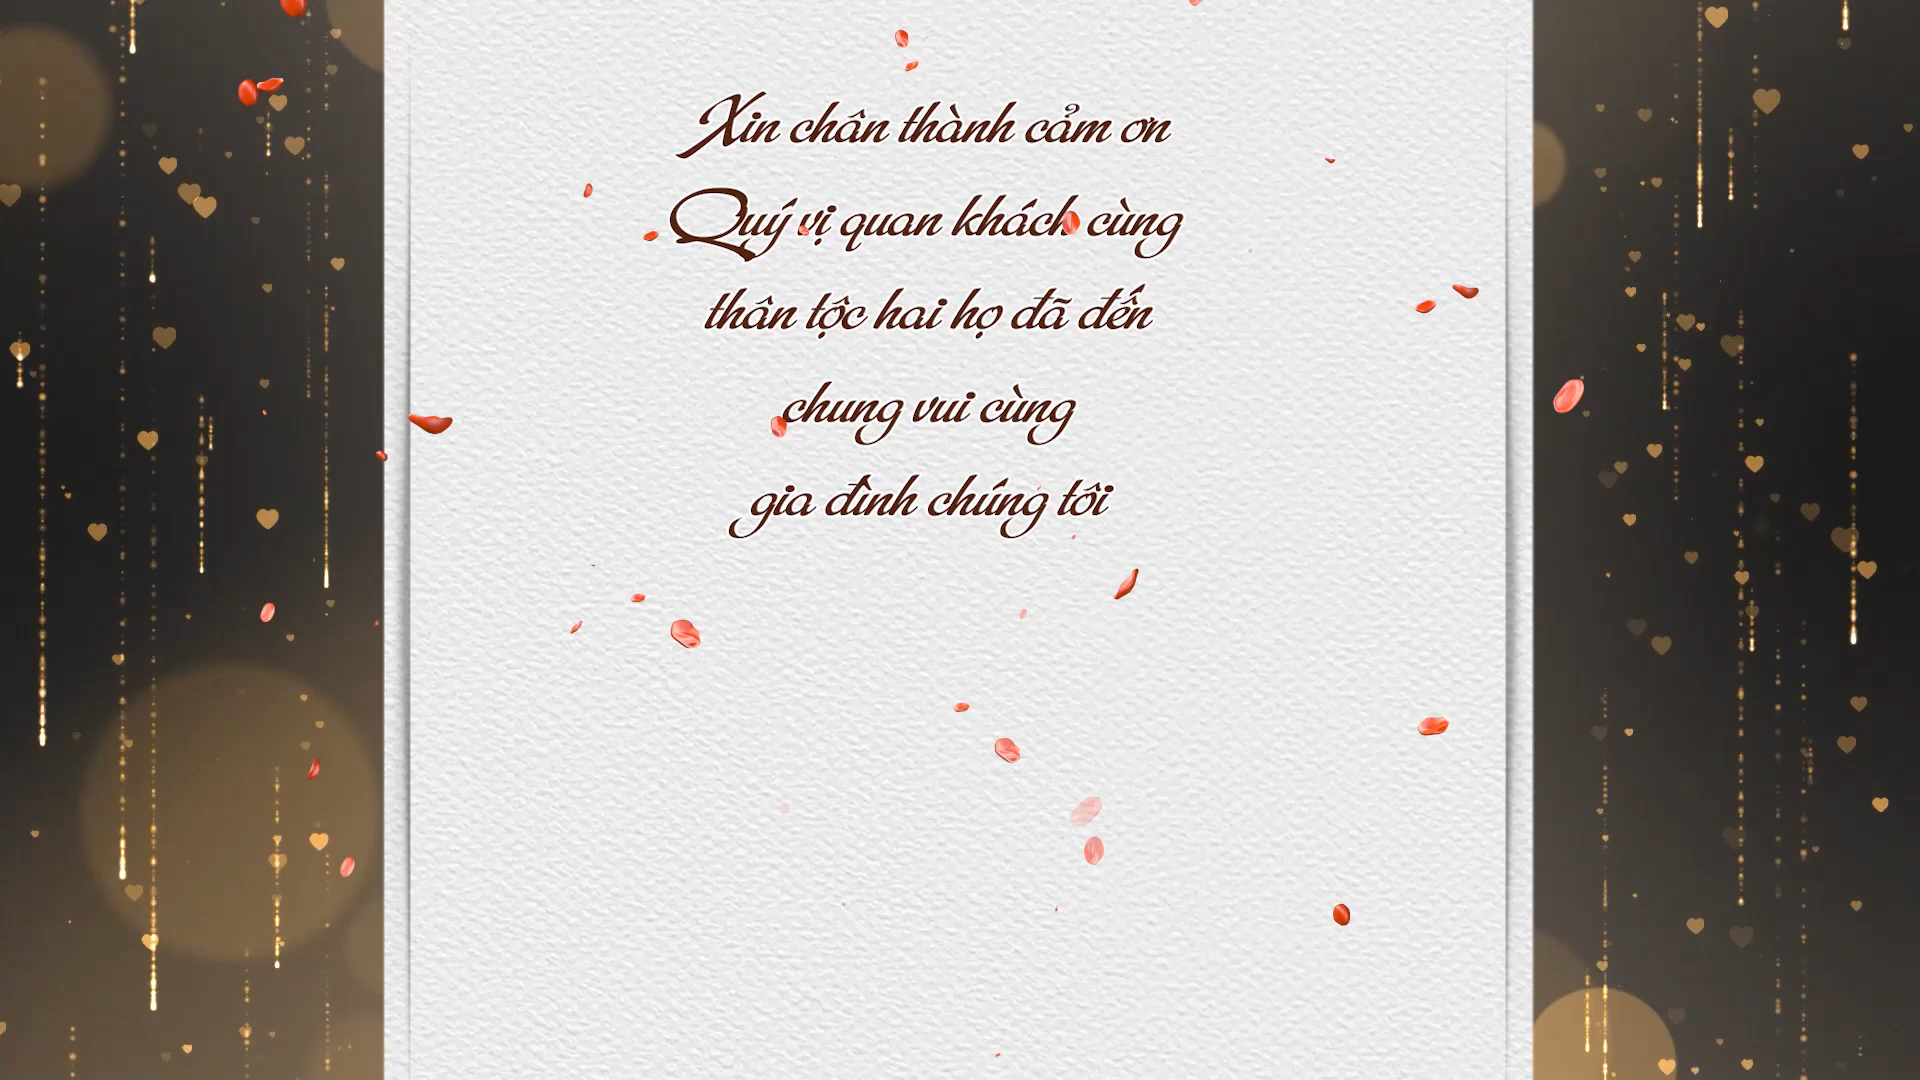 Xin chân thành cảm ơn
Quý vị quan khách cùng
thân tộc hai họ đã đến
chung vui cùng
gia đình chúng tôi